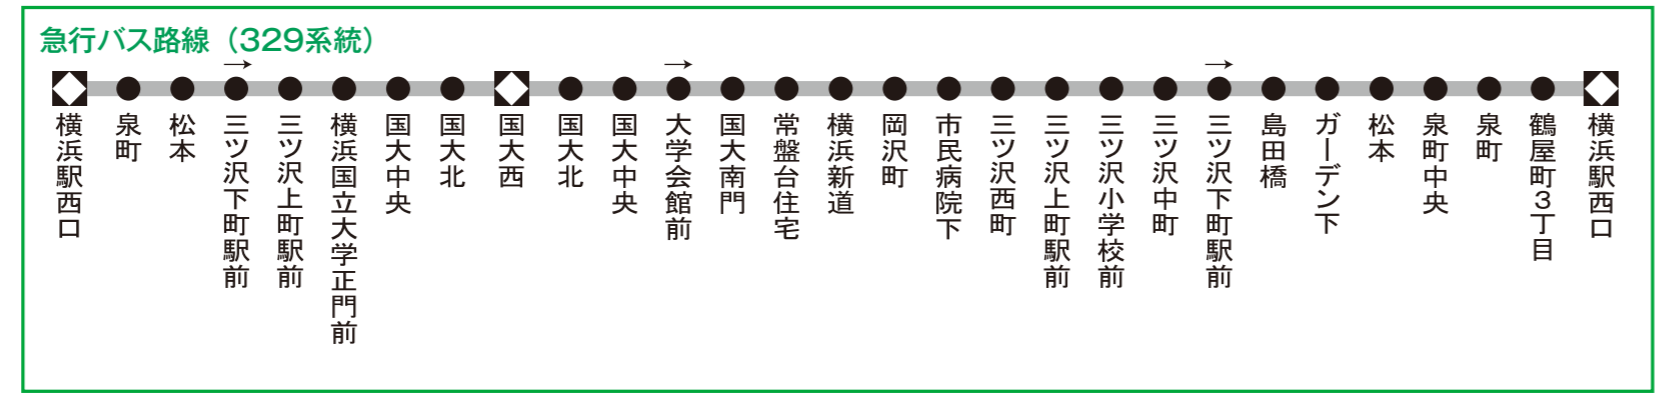 急行バス路線（329系統）
→
→
→
横浜駅西口
泉町
松本
三ツ沢下町駅前
三ツ沢上町駅前
横浜国立大学正門前
国大中央
国大北
国大西
国大北
国大中央
大学会館前
国大南門
常盤台住宅
横浜新道
岡沢町
市民病院下
三ツ沢西町
三ツ沢上町駅前
三ツ沢小学校前
三ツ沢中町
三ツ沢下町駅前
島田橋
ガーデン下
松本
泉町中央
泉町
鶴屋町3丁目
横浜駅西口